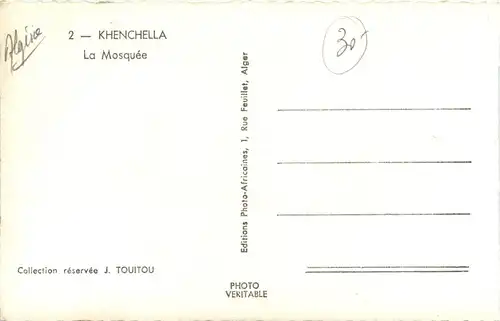 Algérie
2 — KHENCHELLA
La Mosquée
30-
Editions Photo-Africaines, 1, Rue Feuillet, Alger
Collection réservée J. TOUITOU
PHOTO
VERITABLE